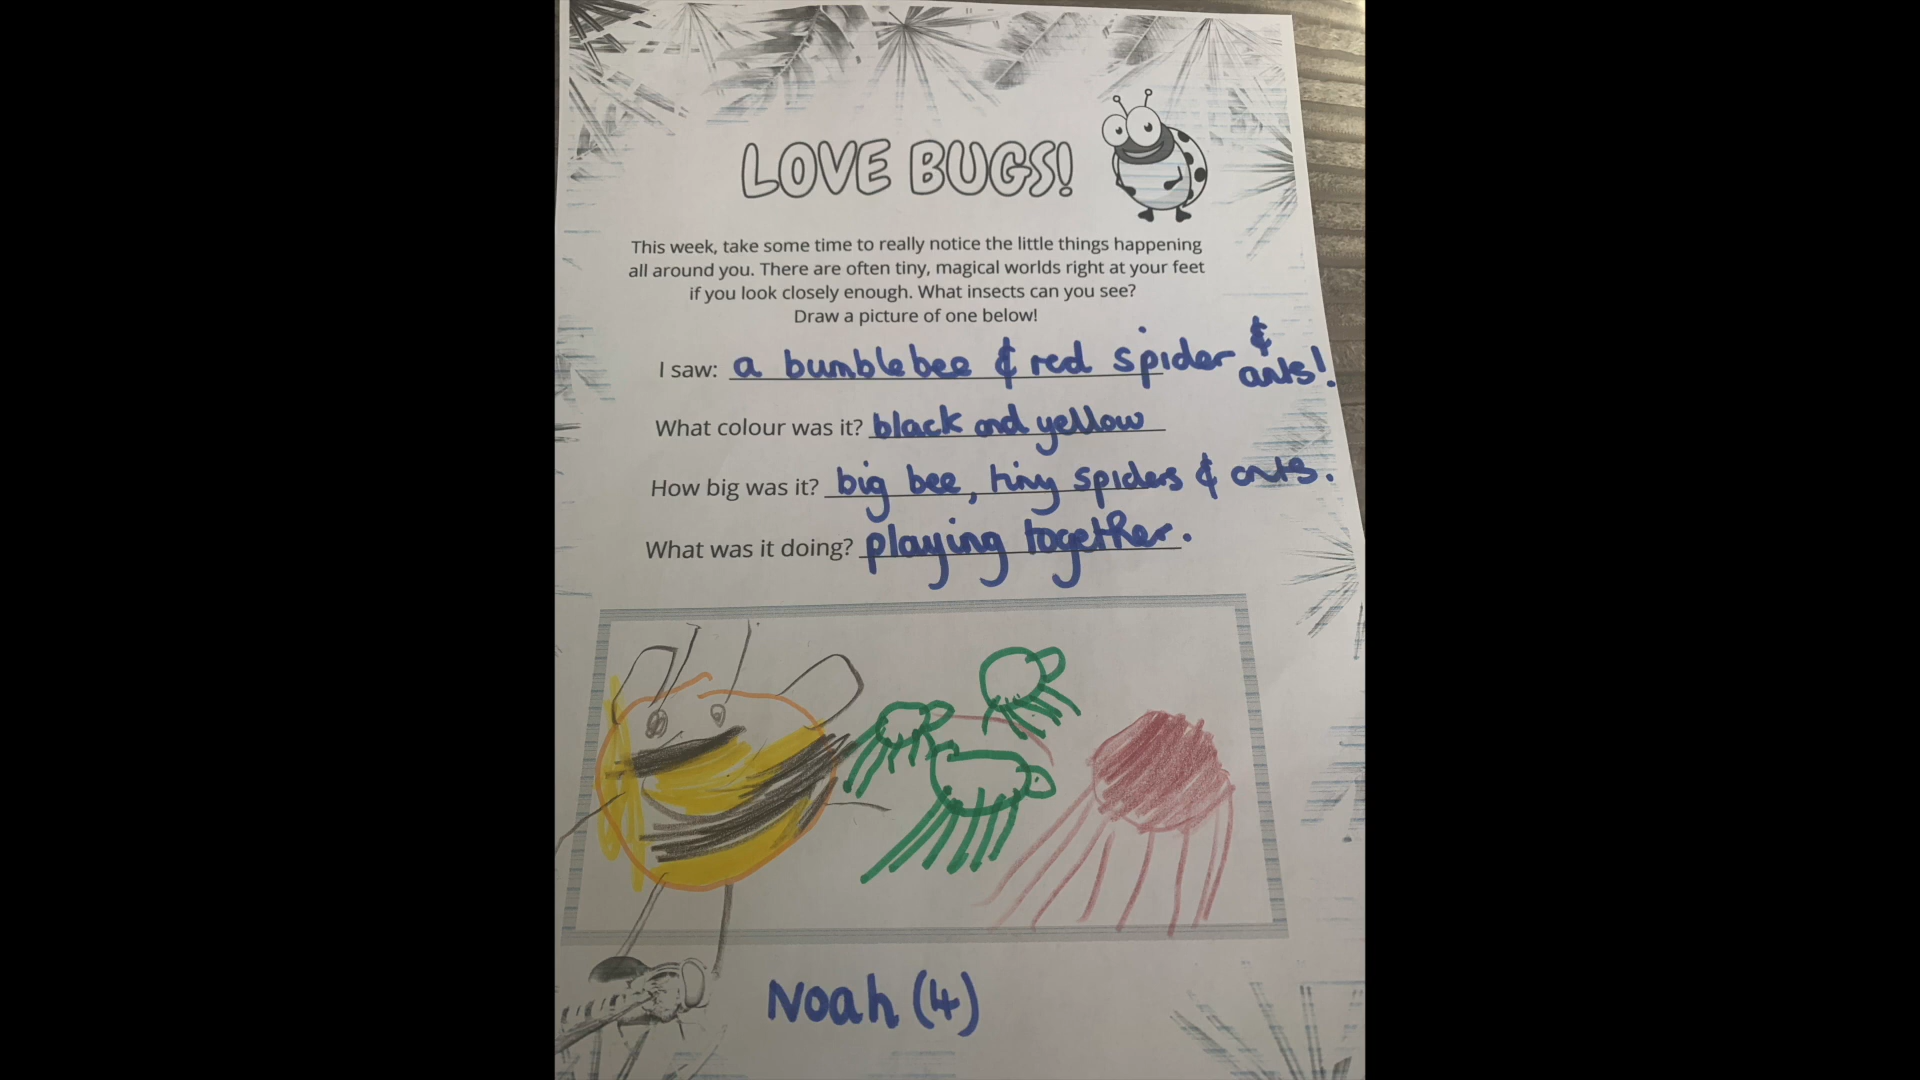 LOVE BUGS!
This week, take some time to really notice the little things happening
all around you. There are often tiny, magical worlds right at your feet
if you look closely enough. What insects can you see?
Draw a picture of one below!
I saw: a bumblebee & red spider & ants!
What colour was it? black and yellow
How big was it? big bee, tiny spiders & ants.
What was it doing? playing together.
Noah (4)